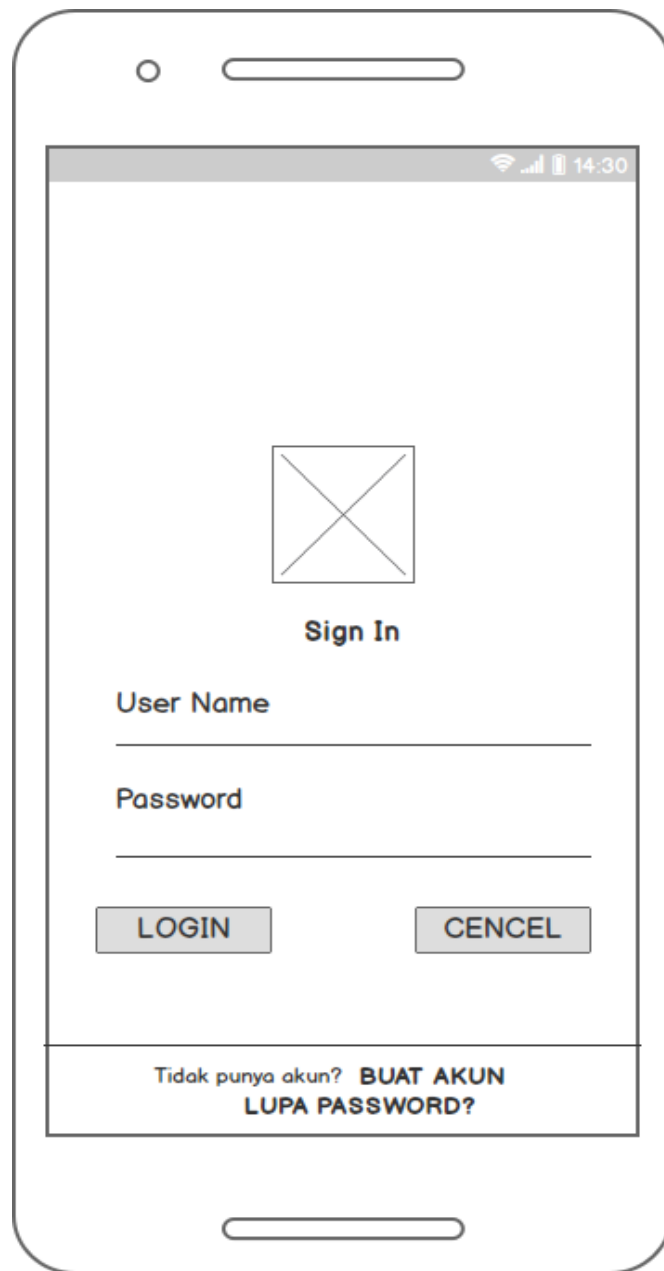 14:30
Sign In
User Name
Password
LOGIN CENCEL
Tidak punya akun? BUAT AKUN
LUPA PASSWORD?